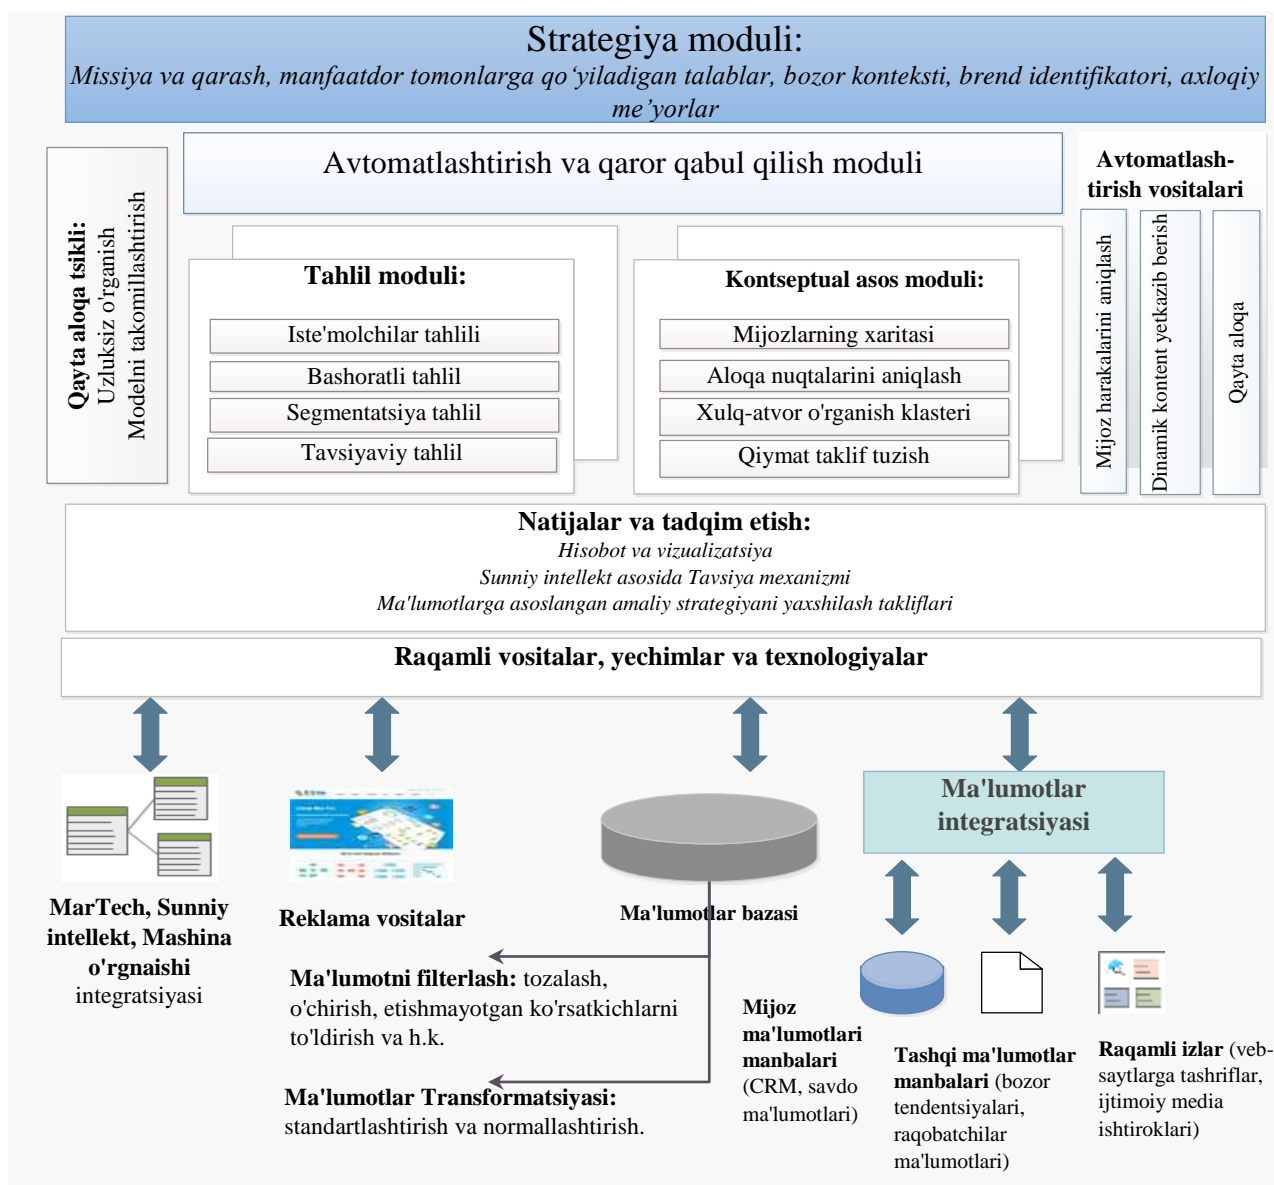 Strategiya moduli:
Missiya va qarash, manfaatdor tomonlarga qo‘yiladigan talablar, bozor konteksti, brend identifikatori, axloqiy
me’yorlar
Qayta aloqa tsikli:
Uzluksiz o'rganish
Modelni takomillashtirish
Avtomatlashtirish va qaror qabul qilish moduli
Tahlil moduli:
Iste'molchilar tahlili
Bashoratli tahlil
Segmentatsiya tahlil
Tavsiyaviy tahlil
Kontseptual asos moduli:
Mijozlarning xaritasi
Aloqa nuqtalarini aniqlash
Xulq-atvor o'rganish klasteri
Qiymat taklif tuzish
Avtomatlash-
tirish vositalari
Mijoz harakalarini aniqlash
Dinamik kontent yetkazib berish
Qayta aloqa
Natijalar va tadqim etish:
Hisobot va vizualizatsiya
Sunniy intellekt asosida Tavsiya mexanizmi
Ma'lumotlarga asoslangan amaliy strategiyani yaxshilash takliflari
Raqamli vositalar, yechimlar va texnologiyalar
MarTech, Sunniy
intellekt, Mashina
o'rgnaishi
integratsiyasi
Reklama vositalar
Ma'lumotlar bazasi
Ma'lumotni filterlash: tozalash,
o'chirish, etishmayotgan ko'rsatkichlarni
to'ldirish va h.k.
Ma'lumotlar Transformatsiyasi:
standartlashtirish va normallashtirish.
Ma'lumotlar
integratsiyasi
Mijoz
ma'lumotlari
manbalari
(CRM, savdo
ma'lumotlari)
Tashqi ma'lumotlar
manbalari (bozor
tendentsiyalari,
raqobatchilar
ma'lumotlari)
Raqamli izlar (veb-
saytlarga tashriflar,
ijtimoiy media
ishtiroklari)